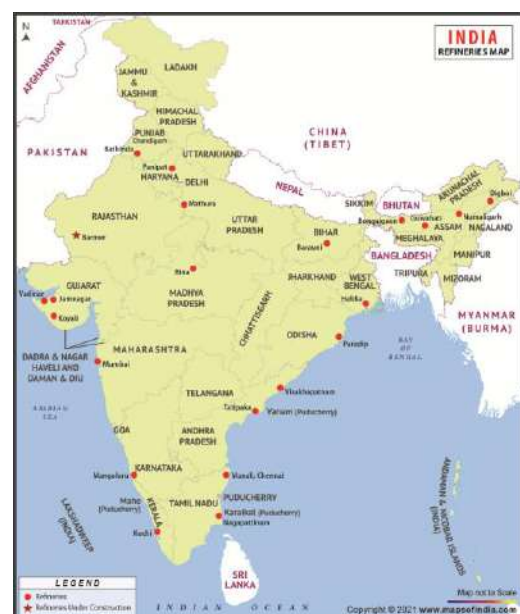 TAJIKISTAN
N
INDIA
REFINERIES MAP
AFGHANISTAN
LADAKH
JAMMU
&
KASHMIR
HIMACHAL
PRADESH
PUNJAB
Chandigarh
Bathinda
PAKISTAN
CHINA
(TIBET)
UTTARAKHAND
Panipat
HARYANA
DELHI
NEPAL
ARUNACHAL
PRADESH
SIKKIM
BHUTAN
Digboi
Mathura
RAJASTHAN
UTTAR
PRADESH
Bongaigaon
Guwahati
Numaligarh
ASSAM
NAGALAND
Barmer
BIHAR
Barauni
MEGHALAYA
MANIPUR
BANGLADESH
Bina
GUJARAT
JHARKHAND
WEST
BENGAL
TRIPURA
MIZORAM
Vadinar
Jamnagar
MADHYA
PRADESH
Haldia
Koyali
CHHATTISGARH
MYANMAR
(BURMA)
ODISHA
Paradip
DADRA & NAGAR
HAVELI AND
DAMAN & DIU
MAHARASHTRA
Mumbai
BAY
OF
BENGAL
ARABIAN
SEA
TELANGANA
Visakhapatnam
Tatipaka
Yanam (Puducherry)
GOA
ANDHRA
PRADESH
KARNATAKA
Mangaluru
Manali, Chennai
LAKSHADWEEP
(INDIA)
Mahe
(Puducherry)
KERALA
TAMIL NADU
PUDUCHERRY
Karaikal (Puducherry)
Nagapattinam
Kochi
ANDAMAN &
NICOBAR ISLANDS
(INDIA)
SRI
LANKA
LEGEND
Refineries
Refineries Under Construction
INDIAN OCEAN
Map not to Scale
Copyright © 2021 www.mapsofindia.com